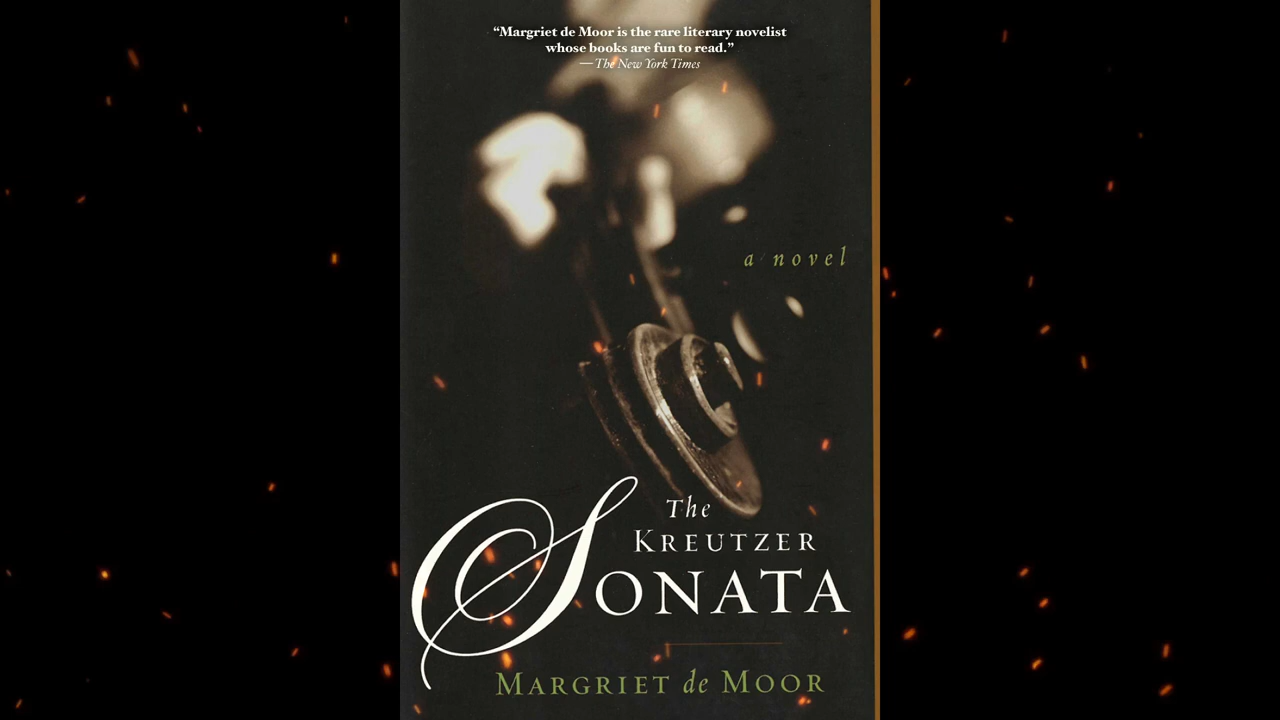 “Margriet de Moor is the rare literary novelist
whose books are fun to read.”
—The New York Times
a novel
The
KREUTZER
SONATA
MARGRIET de MOOR